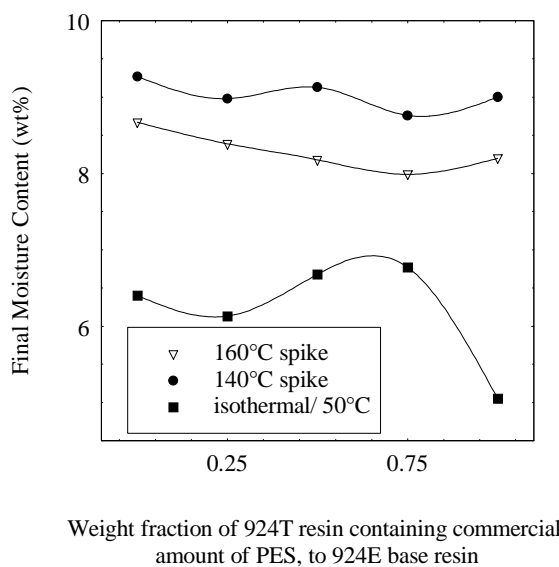 10
8
6
Final Moisture Content (wt%)
160°C spike
140°C spike
isothermal/ 50°C
0.25 0.75
Weight fraction of 924T resin containing commercial
amount of PES, to 924E base resin